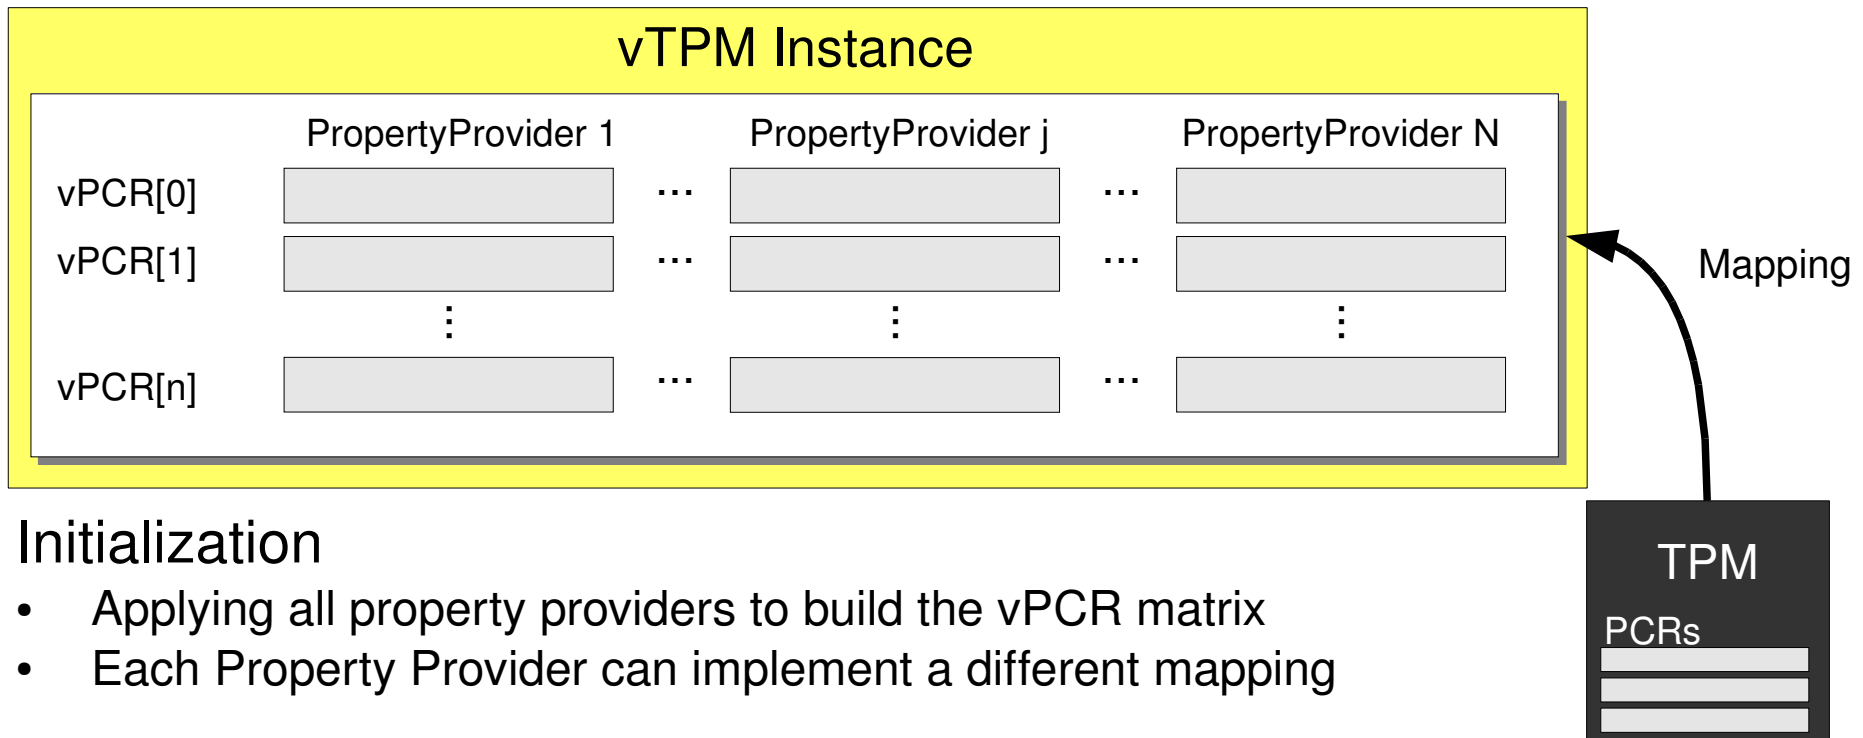 vTPM Instance
PropertyProvider 1 PropertyProvider j PropertyProvider N
vPCR[0] ... ...
vPCR[1] ... ...
vPCR[n] ... ...
Mapping
Initialization
• Applying all property providers to build the vPCR matrix
• Each Property Provider can implement a different mapping
TPM
PCRs